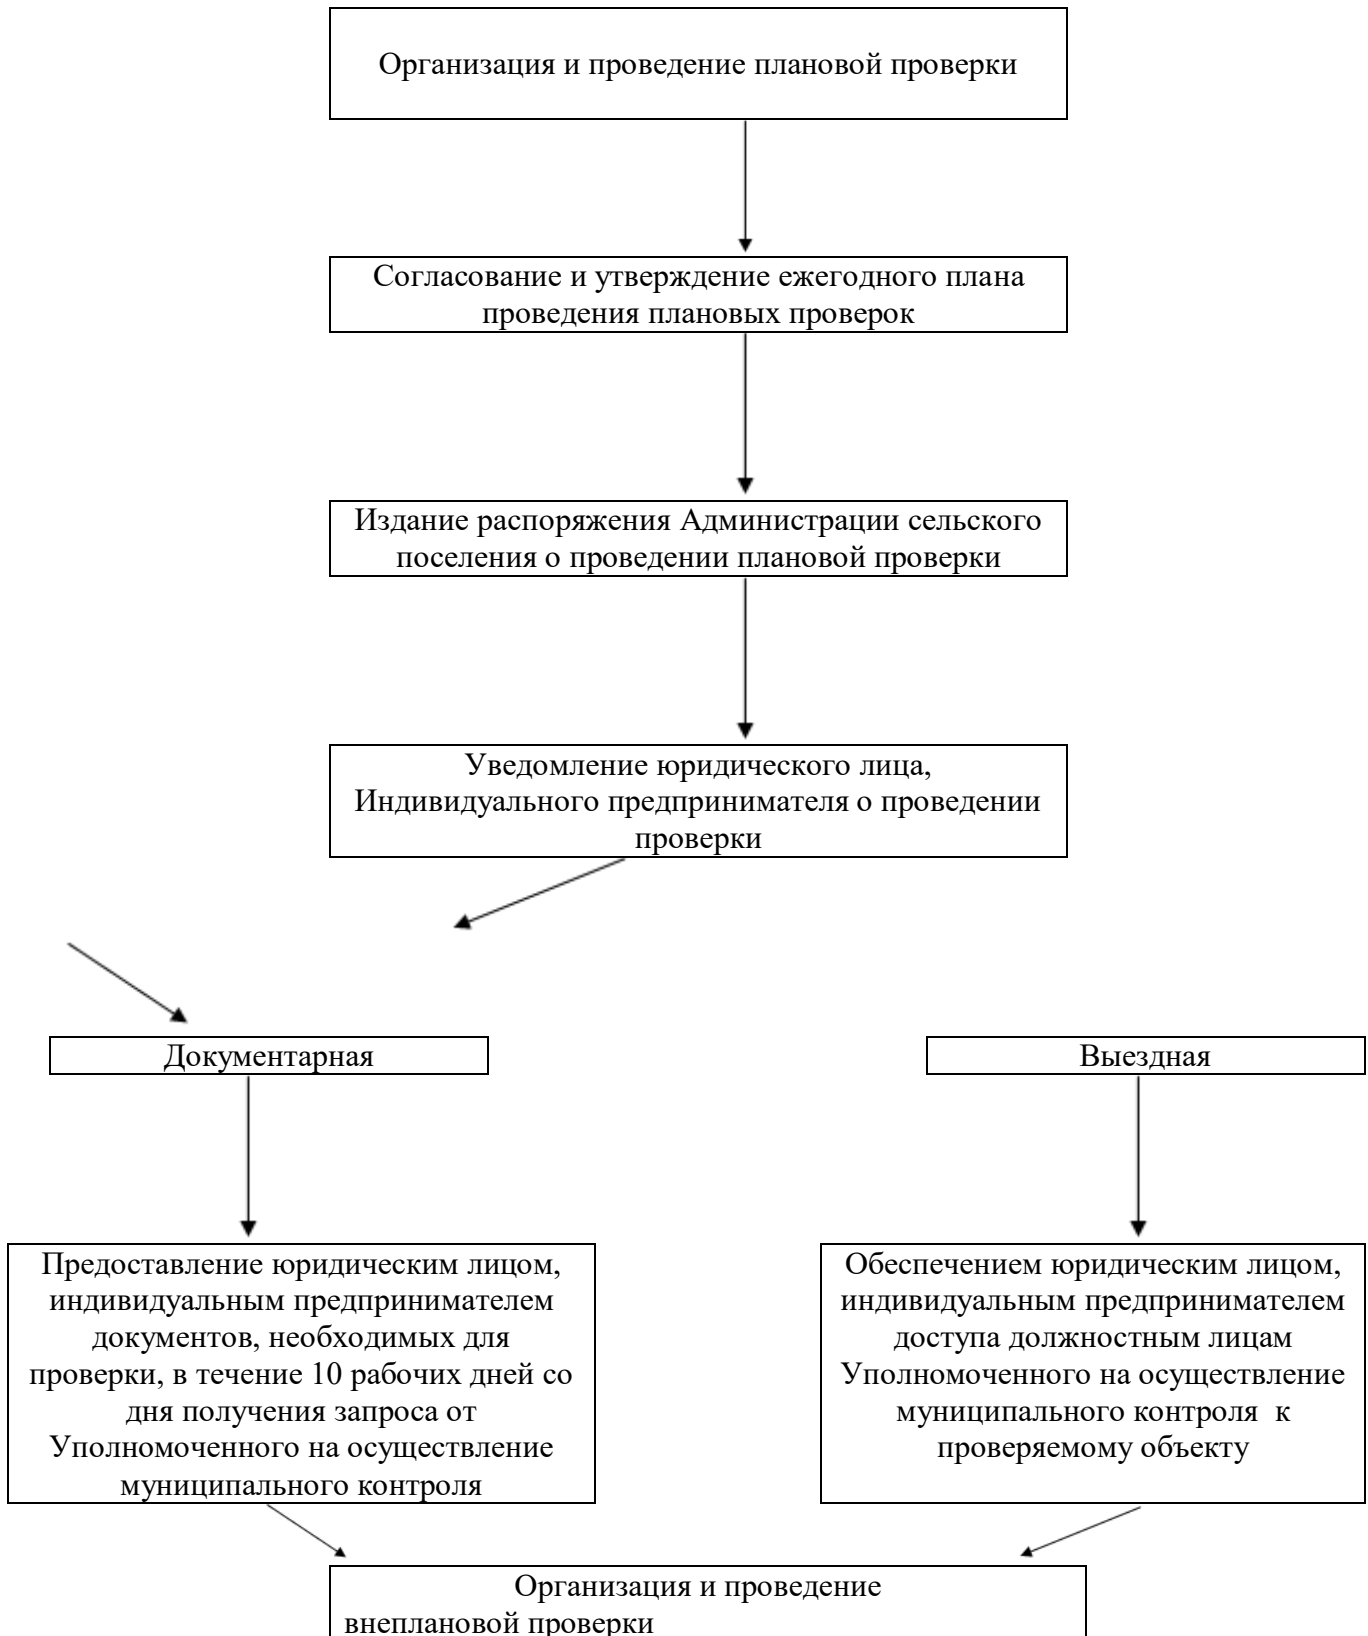 Организация и проведение плановой проверки
Согласование и утверждение ежегодного плана
проведения плановых проверок
Издание распоряжения Администрации сельского
поселения о проведении плановой проверки
Уведомление юридического лица,
Индивидуального предпринимателя о проведении
проверки
Документарная
Выездная
Предоставление юридическим лицом,
индивидуальным предпринимателем
документов, необходимых для
проверки, в течение 10 рабочих дней со
дня получения запроса от
Уполномоченного на осуществление
муниципального контроля
Обеспечением юридическим лицом,
индивидуальным предпринимателем
доступа должностным лицам
Уполномоченного на осуществление
муниципального контроля  к
проверяемому объекту
Организация и проведение
внеплановой проверки